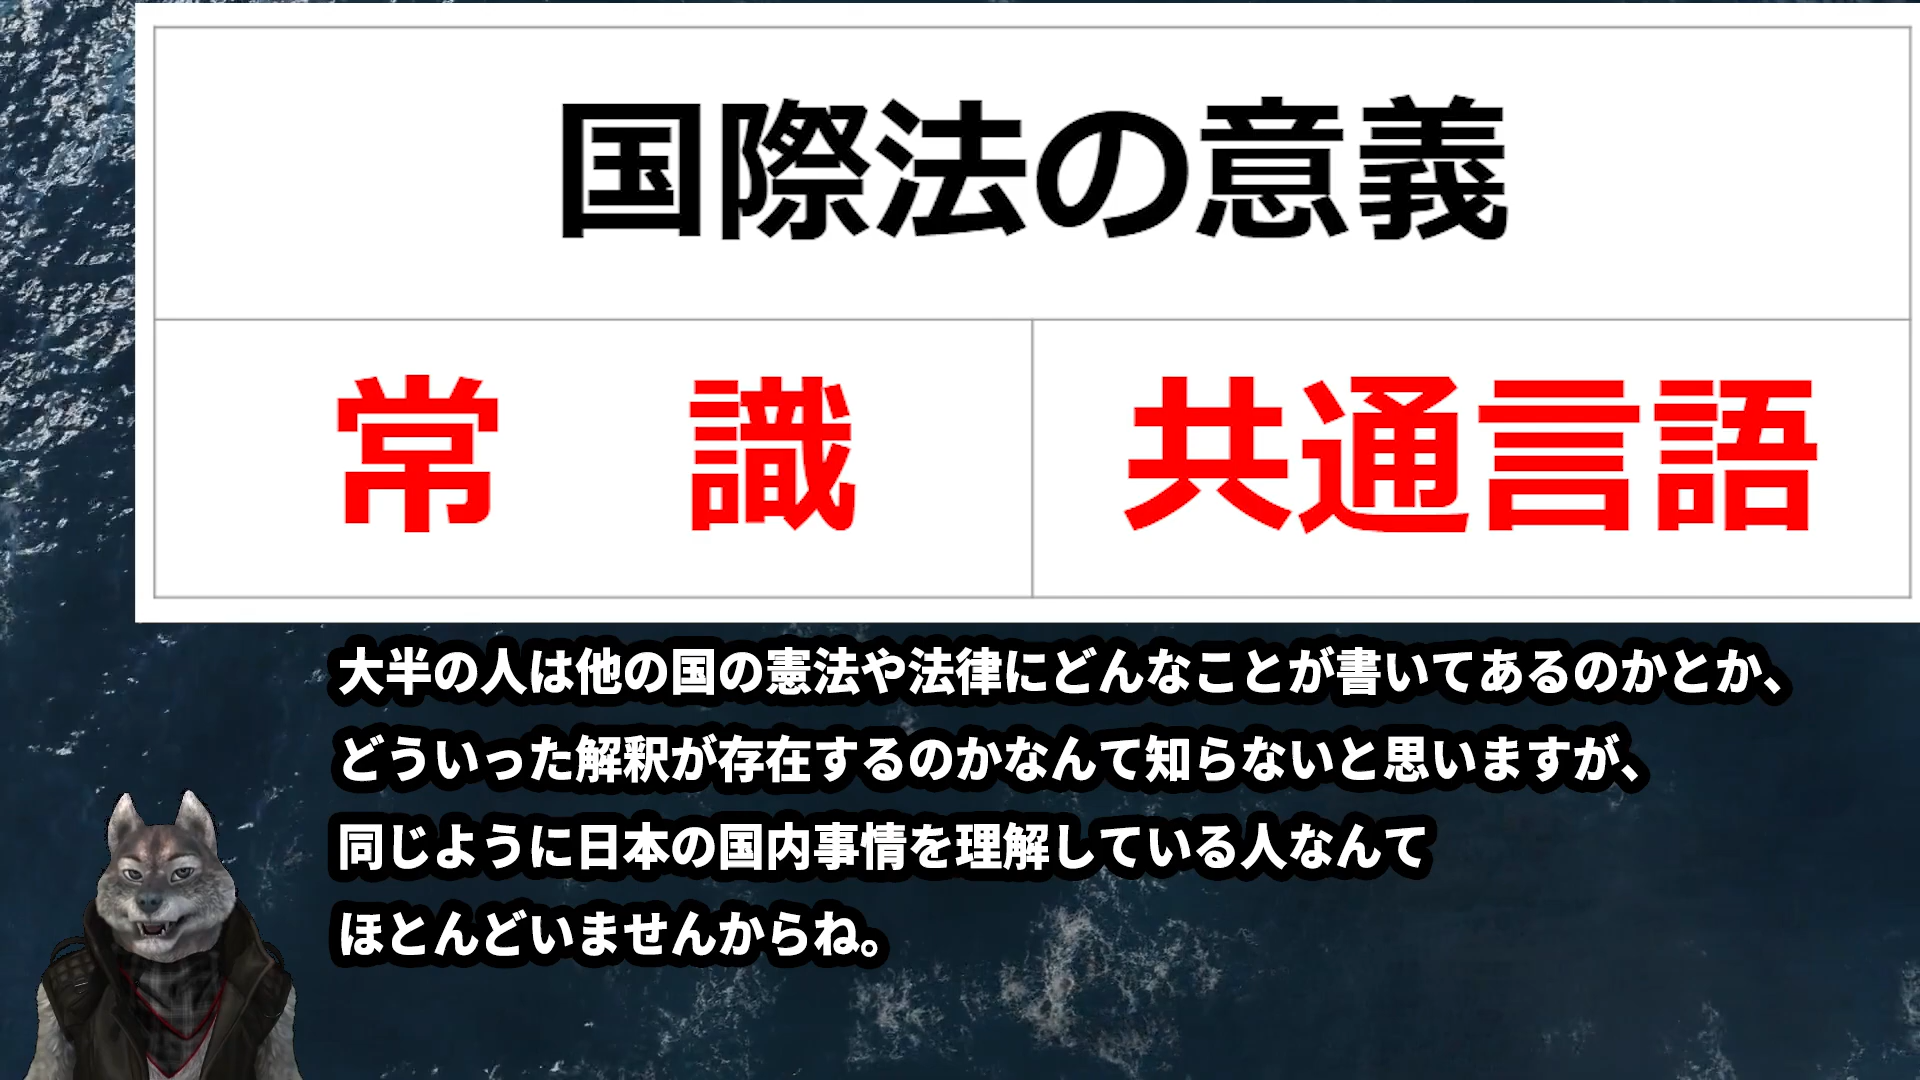 国際法の意義
常　識
共通言語
大半の人は他の国の憲法や法律にどんなことが書いてあるのかとか、
どういった解釈が存在するのかなんて知らないと思いますが、
同じように日本の国内事情を理解している人なんて
ほとんどいませんからね。